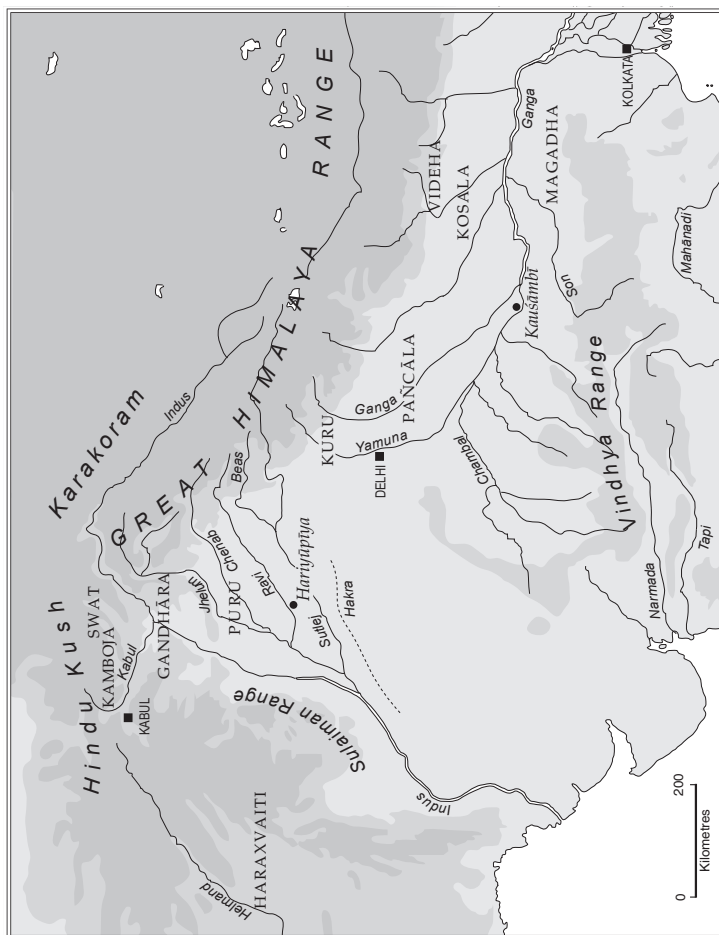 Hindu Kush
Karakoram
GREAT HIMALAYA RANGE
SWAT
KAMBOJA
Kabul
KABUL
GANDHĀRA
HARAXVAITI
Helmand
Sulaiman Range
Indus
Indus
Jhelum
Chenab
PURU
Ravi
Beas
Hariyūpīya
Sutlej
Hakra
KURU
Ganga
Yamuna
PAÑCĀLA
DELHI
Chambal
VIDEHA
KOSALA
Kauśāmbī
Ganga
MAGADHA
Son
KOLKATA
Vindhya Range
Narmada
Tapi
Mahānadi
0 200
Kilometres